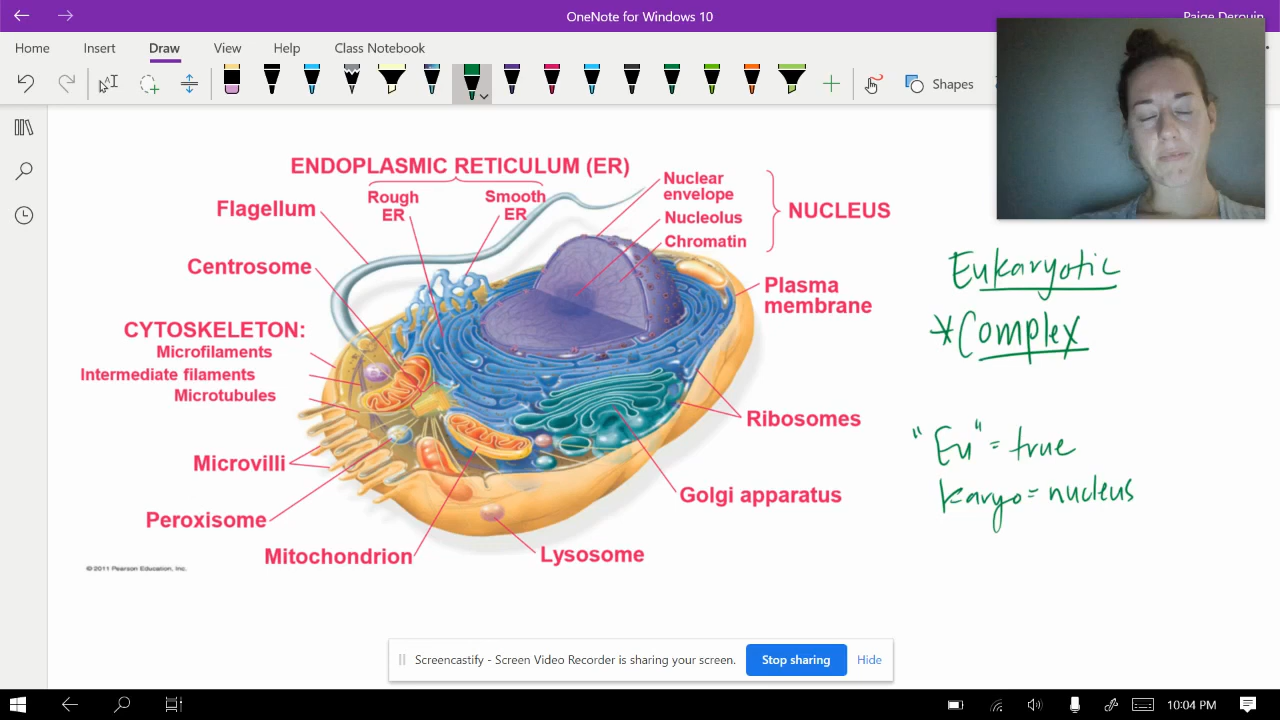 OneNote for Windows 10
Paige Derouin
Home Insert Draw View Help Class Notebook
Shapes
ENDOPLASMIC RETICULUM (ER)
Rough ER
Smooth ER
Flagellum
Centrosome
CYTOSKELETON:
Microfilaments
Intermediate filaments
Microtubules
Microvilli
Peroxisome
Mitochondrion
Lysosome
Nuclear envelope
Nucleolus
Chromatin
NUCLEUS
Plasma membrane
Ribosomes
Golgi apparatus
© 2011 Pearson Education, Inc.
Eukaryotic
*Complex
"Eu" = true
karyo = nucleus
Screencastify - Screen Video Recorder is sharing your screen. Stop sharing Hide
10:04 PM